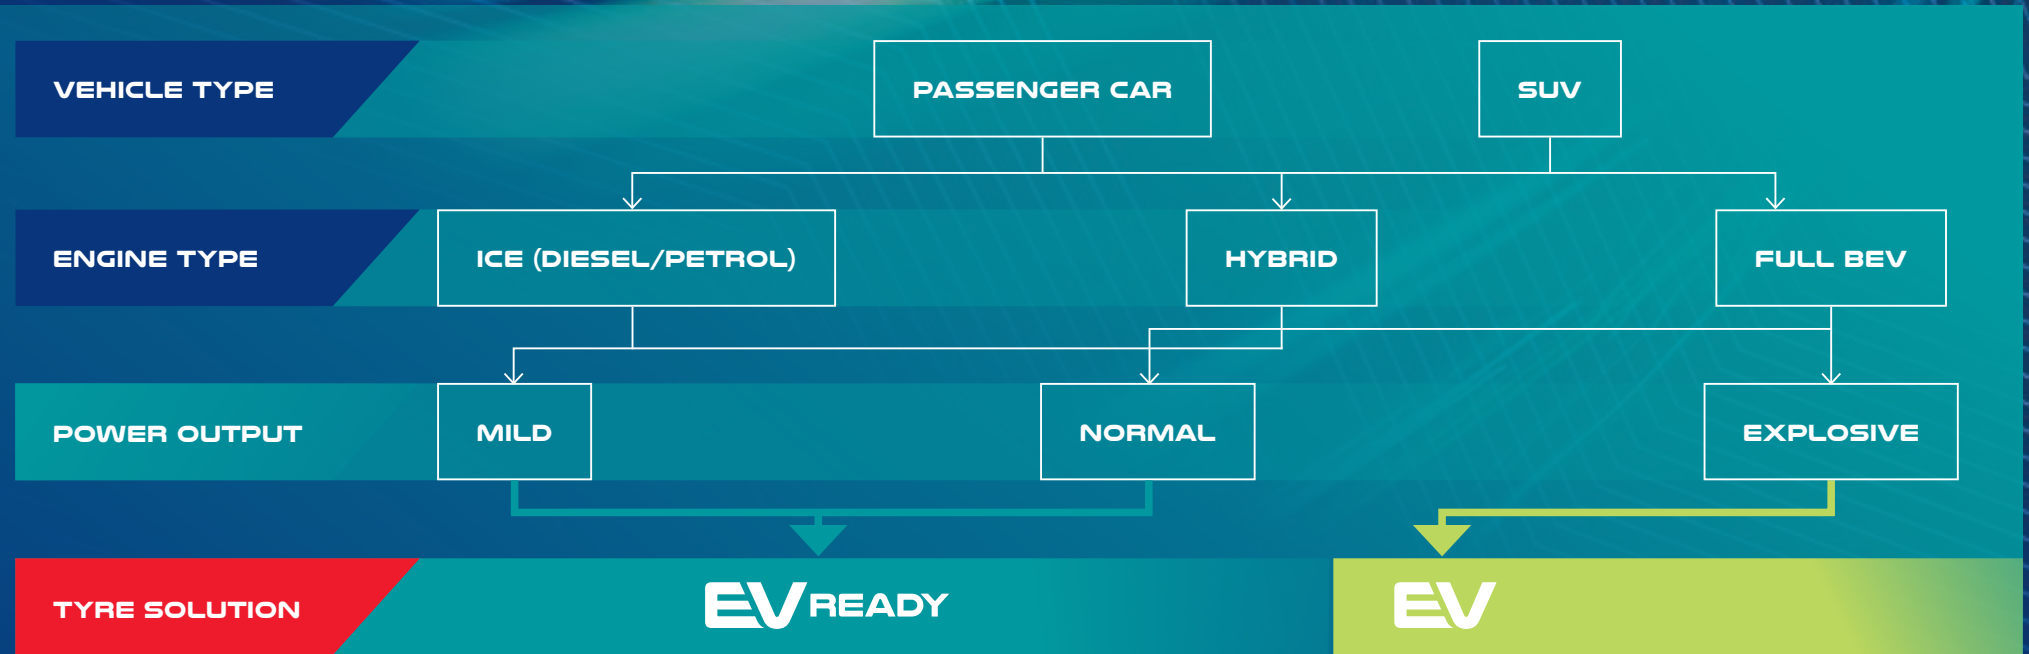 VEHICLE TYPE
PASSENGER CAR
SUV
ENGINE TYPE
ICE (DIESEL/PETROL)
HYBRID
FULL BEV
POWER OUTPUT
MILD
NORMAL
EXPLOSIVE
TYRE SOLUTION
EV READY
EV